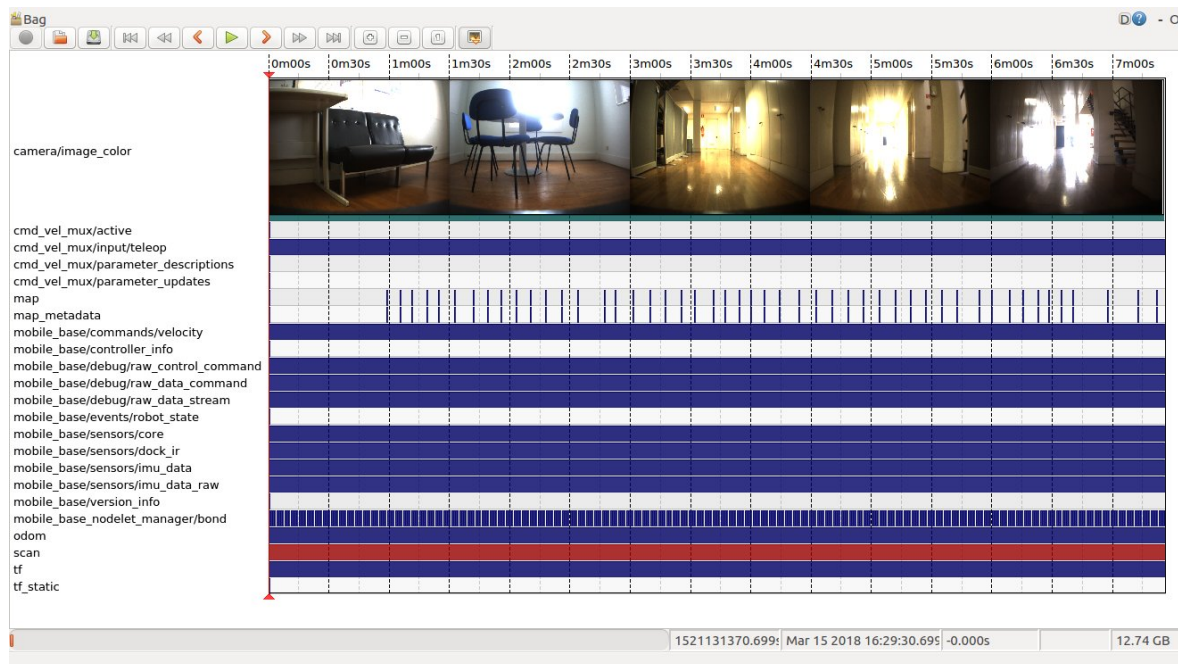 Bag
D? - O
0m00s 0m30s 1m00s 1m30s 2m00s 2m30s 3m00s 3m30s 4m00s 4m30s 5m00s 5m30s 6m00s 6m30s 7m00s
camera/image_color
cmd_vel_mux/active
cmd_vel_mux/input/teleop
cmd_vel_mux/parameter_descriptions
cmd_vel_mux/parameter_updates
map
map_metadata
mobile_base/commands/velocity
mobile_base/controller_info
mobile_base/debug/raw_control_command
mobile_base/debug/raw_data_command
mobile_base/debug/raw_data_stream
mobile_base/events/robot_state
mobile_base/sensors/core
mobile_base/sensors/dock_ir
mobile_base/sensors/imu_data
mobile_base/sensors/imu_data_raw
mobile_base/version_info
mobile_base_nodelet_manager/bond
odom
scan
tf
tf_static
1521131370.699s Mar 15 2018 16:29:30.699 -0.000s 12.74 GB